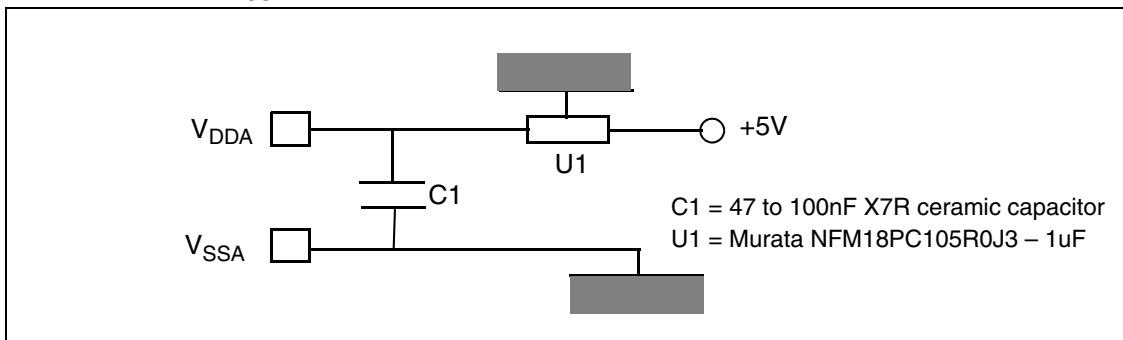 VDDA
+5V
U1
C1
C1 = 47 to 100nF X7R ceramic capacitor
U1 = Murata NFM18PC105R0J3 – 1uF
VSSA